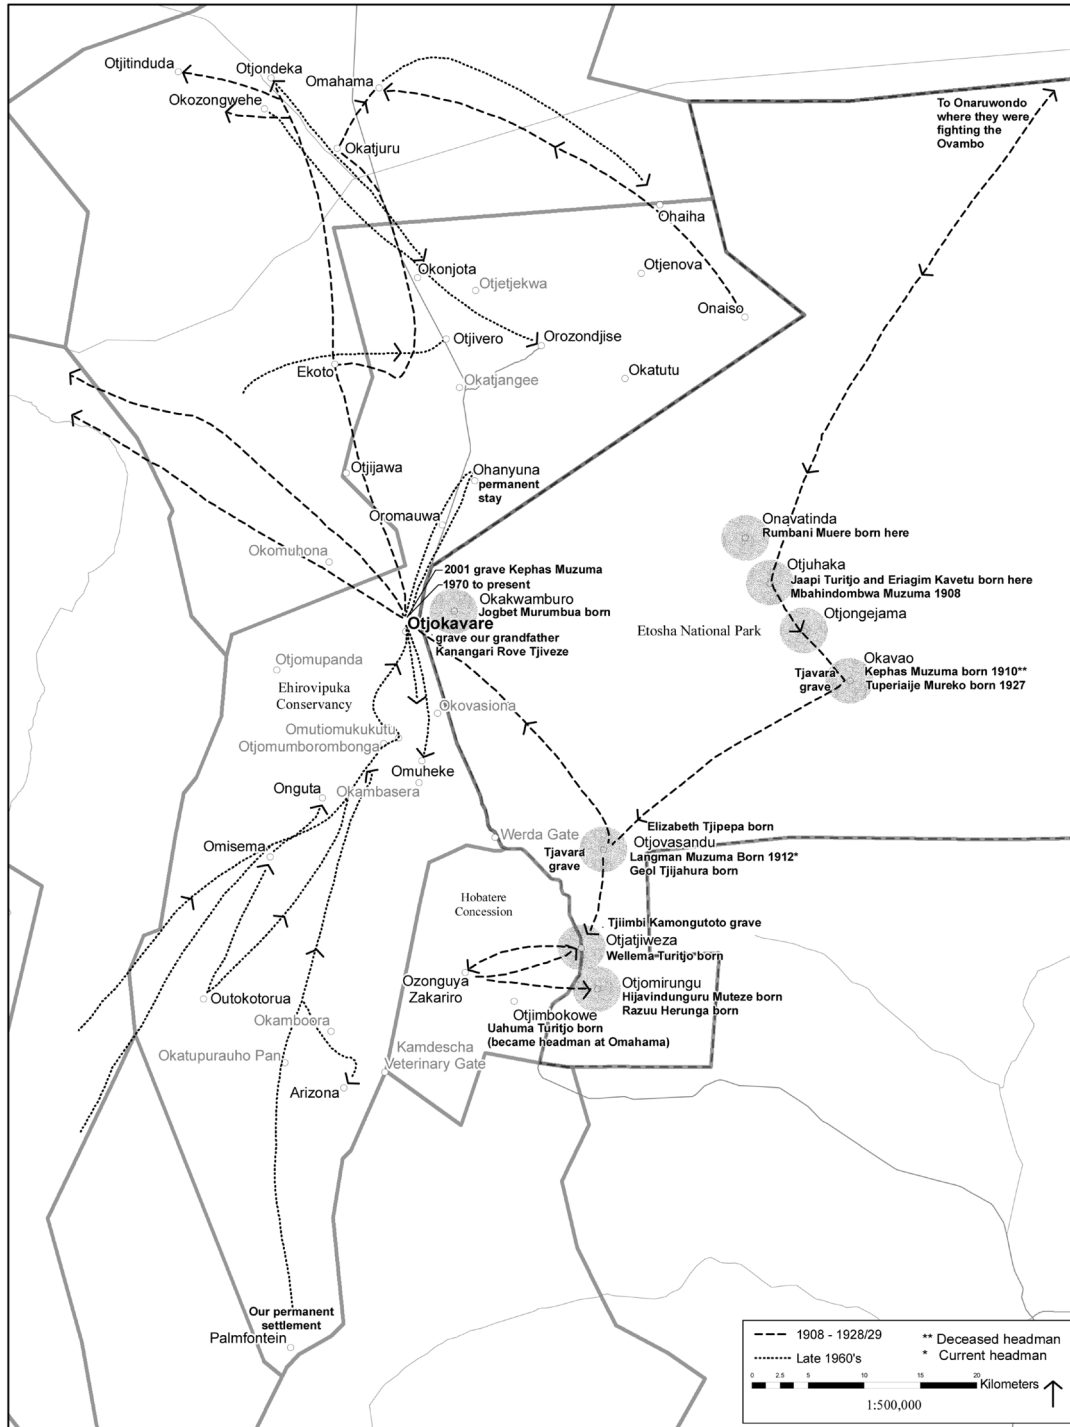 Otjitinduda
Otjondeka
Omahama
Okozongwehe
To Onaruwondo
where they were
fighting the
Ovambo
Okatjuru
Ohaiha
Okonjota
Otjetjekwa
Otjenova
Onaiso
Otjivero
Orozondjise
Ekoto
Okatjangee
Okatutu
Otjijawa
Ohanyuna
permanent
stay
Oromauwa
Okomuhona
Onavatinda
Rumbani Muere born here
Otjuhaka
Jaapi Turitjo and Eriagim Kavetu born here
Mbahindombwa Muzuma 1908
2001 grave Kephas Muzuma
1970 to present
Okakwamburo
Jogbet Murumbua born
Otjokavare
grave our grandfather
Kanangari Rove Tjiveze
Otjongejama
Etosha National Park
Okavao
Tjavara
grave
Kephas Muzuma born 1910**
Tuperiaije Mureko born 1927
Otjomupanda
Ehirovipuka
Conservancy
Okovasiona
Omutiomukukutu
Otjomumborombonga
Omuheke
Onguta
Okambasera
Werda Gate
Elizabeth Tjipepa born
Otjovasandu
Tjavara
grave
Langman Muzuma Born 1912*
Geol Tjijahura born
Omisema
Hobatere
Concession
Tjiimbi Kamongutoto grave
Otjatjiweza
Wellema Turitjo born
Ozonguya
Zakariro
Otjomirungu
Hijavindunguru Muteze born
Razuu Herunga born
Outokotorua
Otjimbokowe
Uahuma Turitjo born
(became headman at Omahama)
Okamboora
Okatupurauho Pan
Kamdescha
Veterinary Gate
Arizona
Our permanent
settlement
Palmfontein
1908 - 1928/29
** Deceased headman
Late 1960's
* Current headman
0 2.5 5 10 15 20
Kilometers
1:500,000